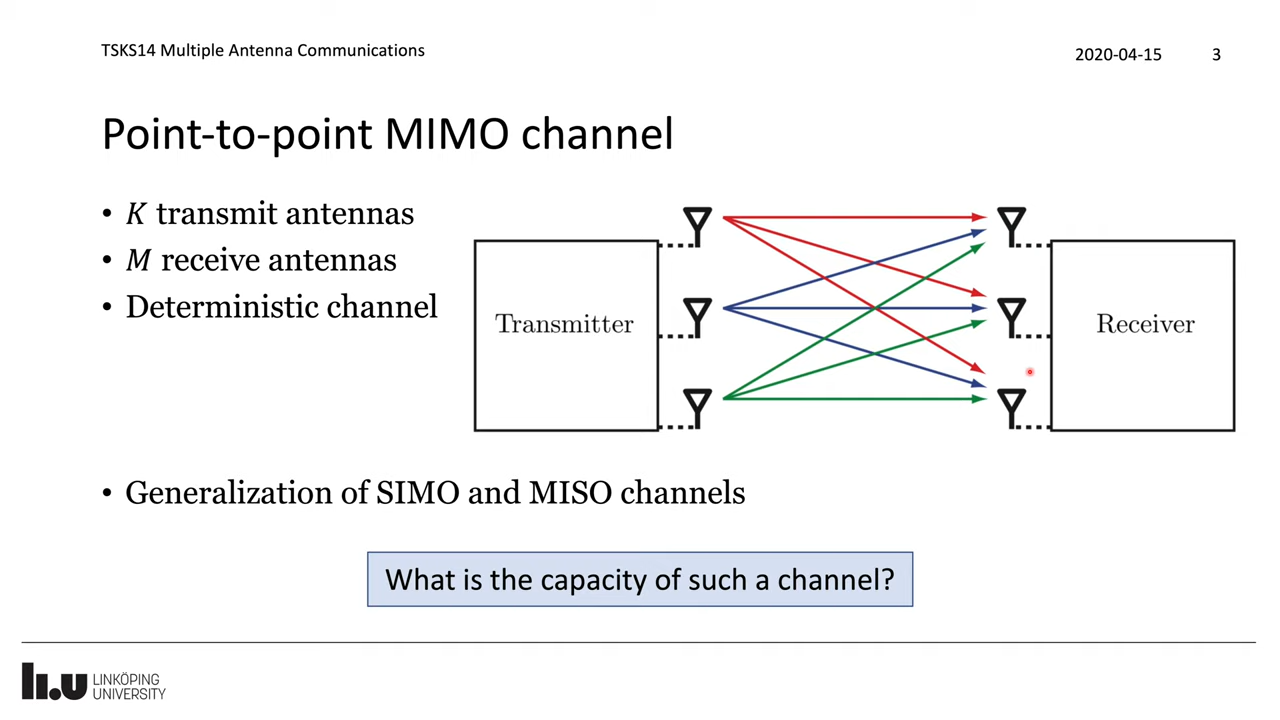 TSKS14 Multiple Antenna Communications
2020-04-15 3
Point-to-point MIMO channel
• K transmit antennas
• M receive antennas
• Deterministic channel
Transmitter
Receiver
• Generalization of SIMO and MISO channels
What is the capacity of such a channel?
li.u LINKÖPING
UNIVERSITY